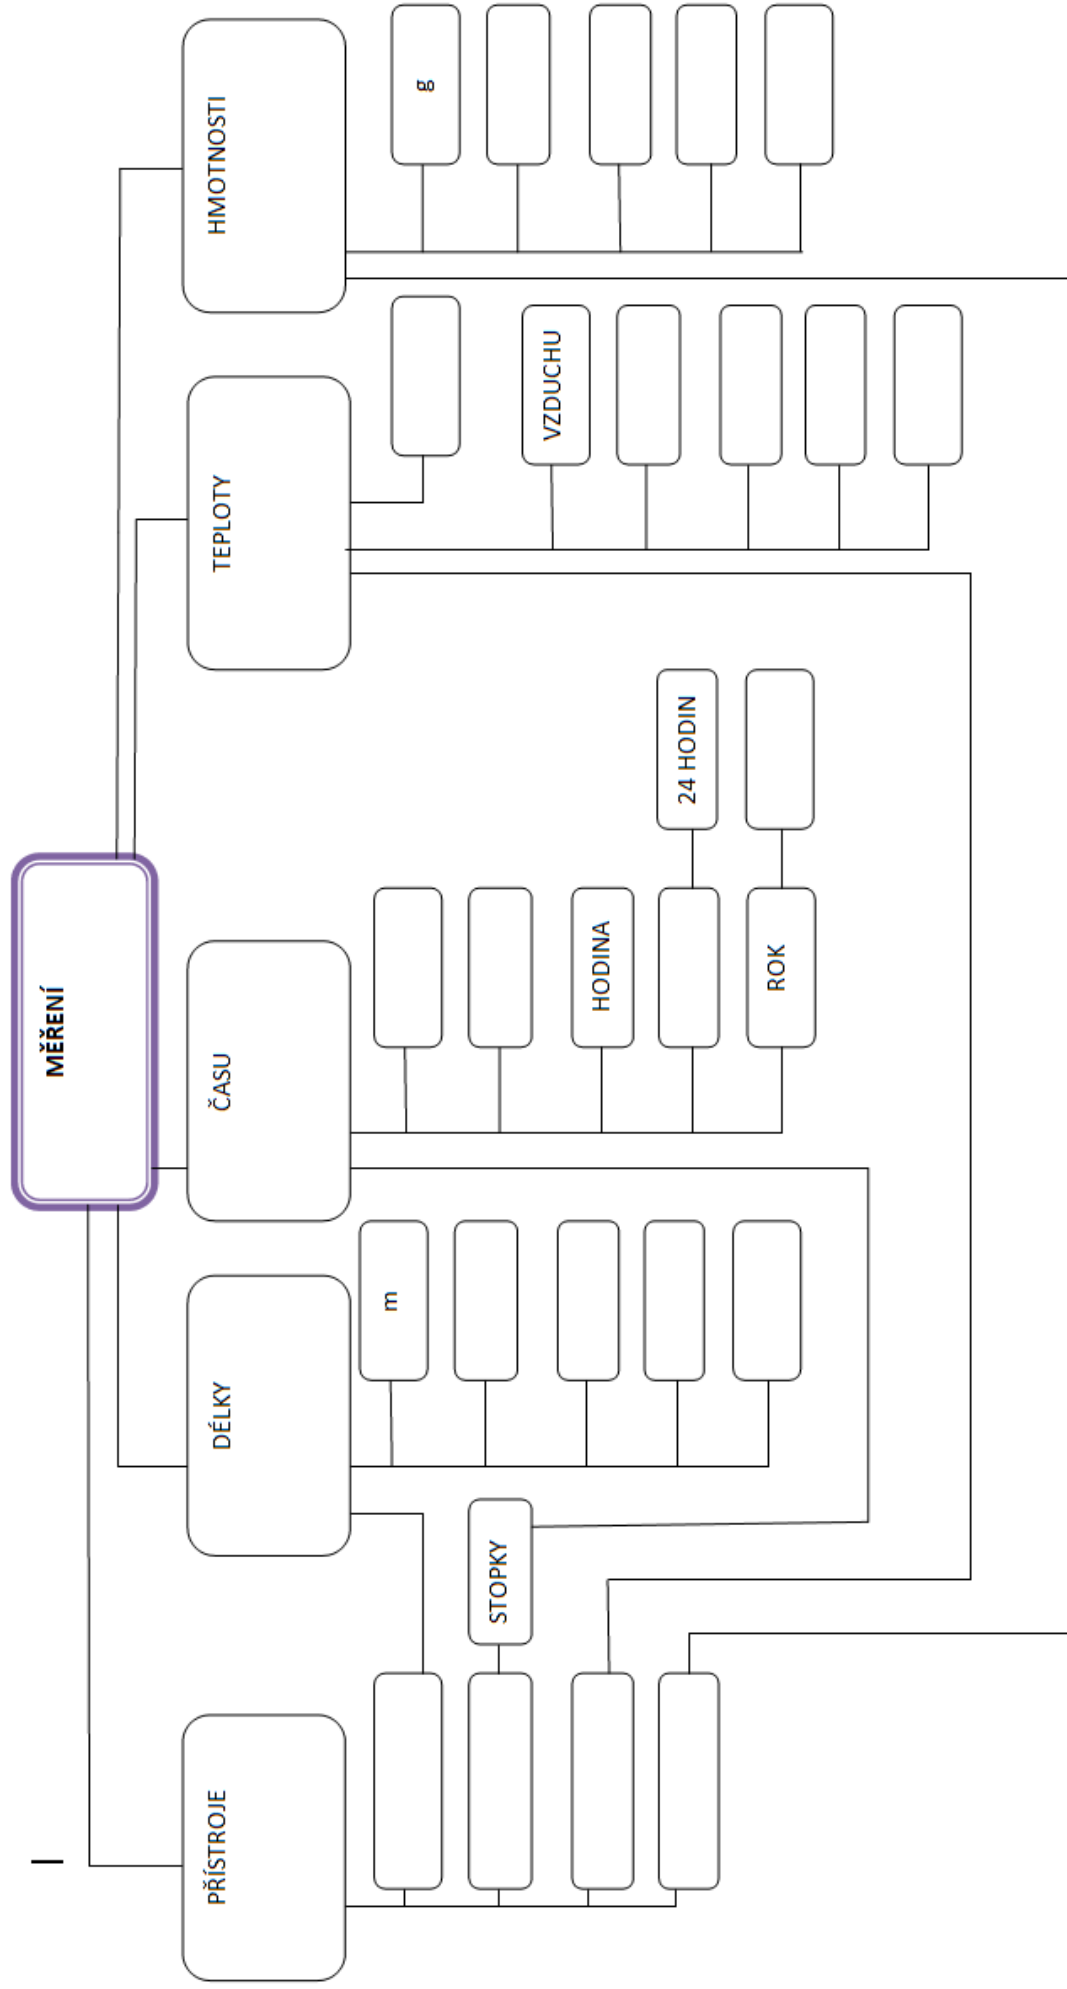 MĚŘENÍ
PŘÍSTROJE
DÉLKY
ČASU
TEPLOTY
HMOTNOSTI
STOPKY
m
HODINA
24 HODIN
ROK
VZDUCHU
g